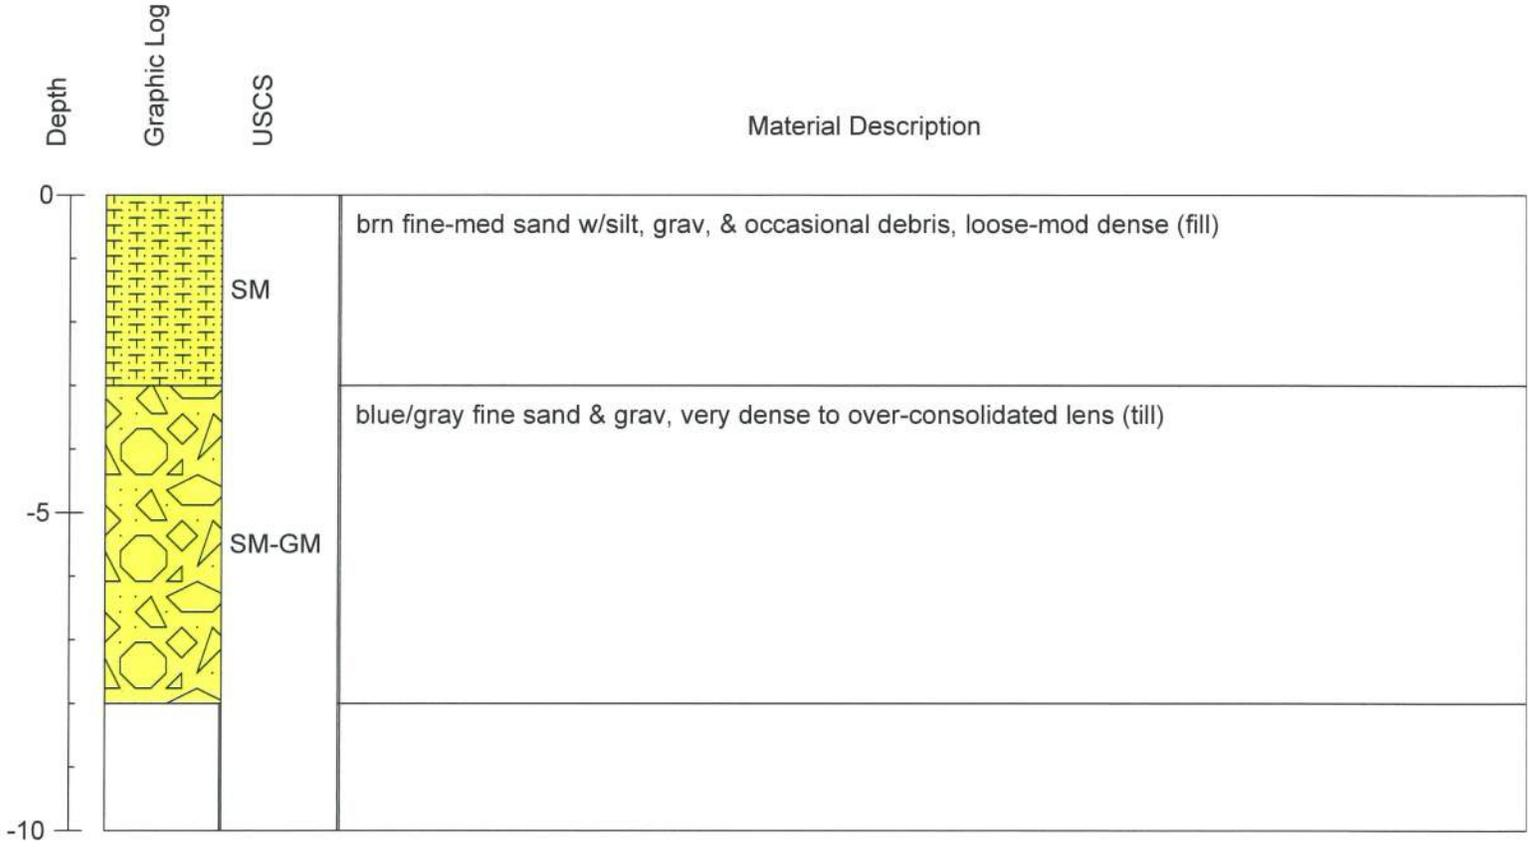 Depth
Graphic Log
USCS
Material Description
0
brn fine-med sand w/silt, grav, & occasional debris, loose-mod dense (fill)
SM
blue/gray fine sand & grav, very dense to over-consolidated lens (till)
-5
SM-GM
-10